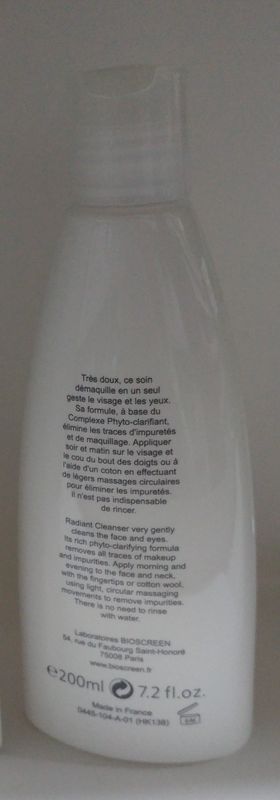 Très doux, ce soin
démaquille en un seul
geste le visage et les yeux.
Sa formule, à base du
Complexe Phyto-clarifiant,
élimine les traces d'impuretés
et de maquillage. Appliquer
soir et matin sur le visage et
le cou du bout des doigts ou à
l'aide d'un coton en effectuant
de légers massages circulaires
pour éliminer les impuretés.
Il n'est pas indispensable
de rincer.
Radiant Cleanser very gently
cleans the face and eyes.
Its rich phyto-clarifying formula
removes all traces of makeup
and impurities. Apply morning and
evening to the face and neck,
with the fingertips or cotton wool,
using light, circular massaging
movements to remove impurities.
There is no need to rinse
with water.
Laboratoires BIOSCREEN
54, rue du Faubourg Saint-Honoré
75008 Paris
www.bioscreen.fr
e200ml 7.2 fl.oz.
Made in France
0445-104-A-01 (HK138)